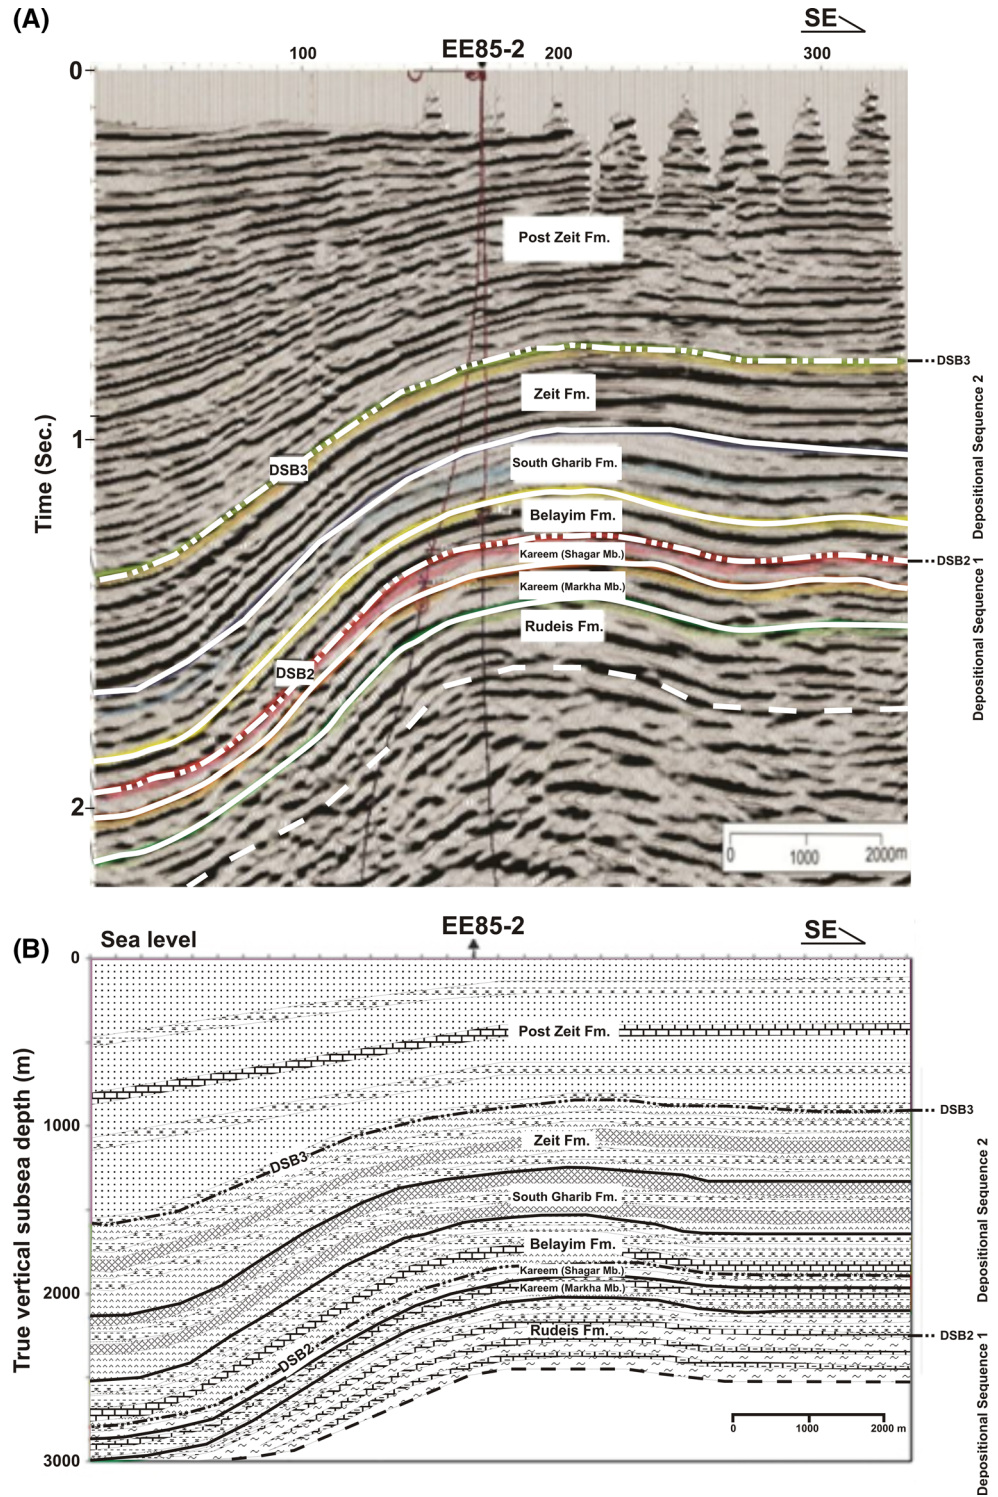 (A)
SE
100
EE85-2
200
300
0
Post Zeit Fm.
DSB3
Zeit Fm.
1
DSB3
South Gharib Fm.
Belayim Fm.
Kareem (Shagar Mb.)
DSB2
Kareem (Markha Mb.)
Rudeis Fm.
DSB2
2
0
1000
2000m
Time (Sec.)
Depositional Sequence 2
Depositional Sequence 1
(B)
Sea level
EE85-2
SE
0
Post Zeit Fm.
1000
DSB3
Zeit Fm.
DSB3
South Gharib Fm.
Belayim Fm.
Kareem (Shagar Mb.)
Kareem (Markha Mb.)
2000
Rudeis Fm.
DSB2
DSB2
0
1000
2000 m
3000
True vertical subsea depth (m)
Depositional Sequence 2
Depositional Sequence 1